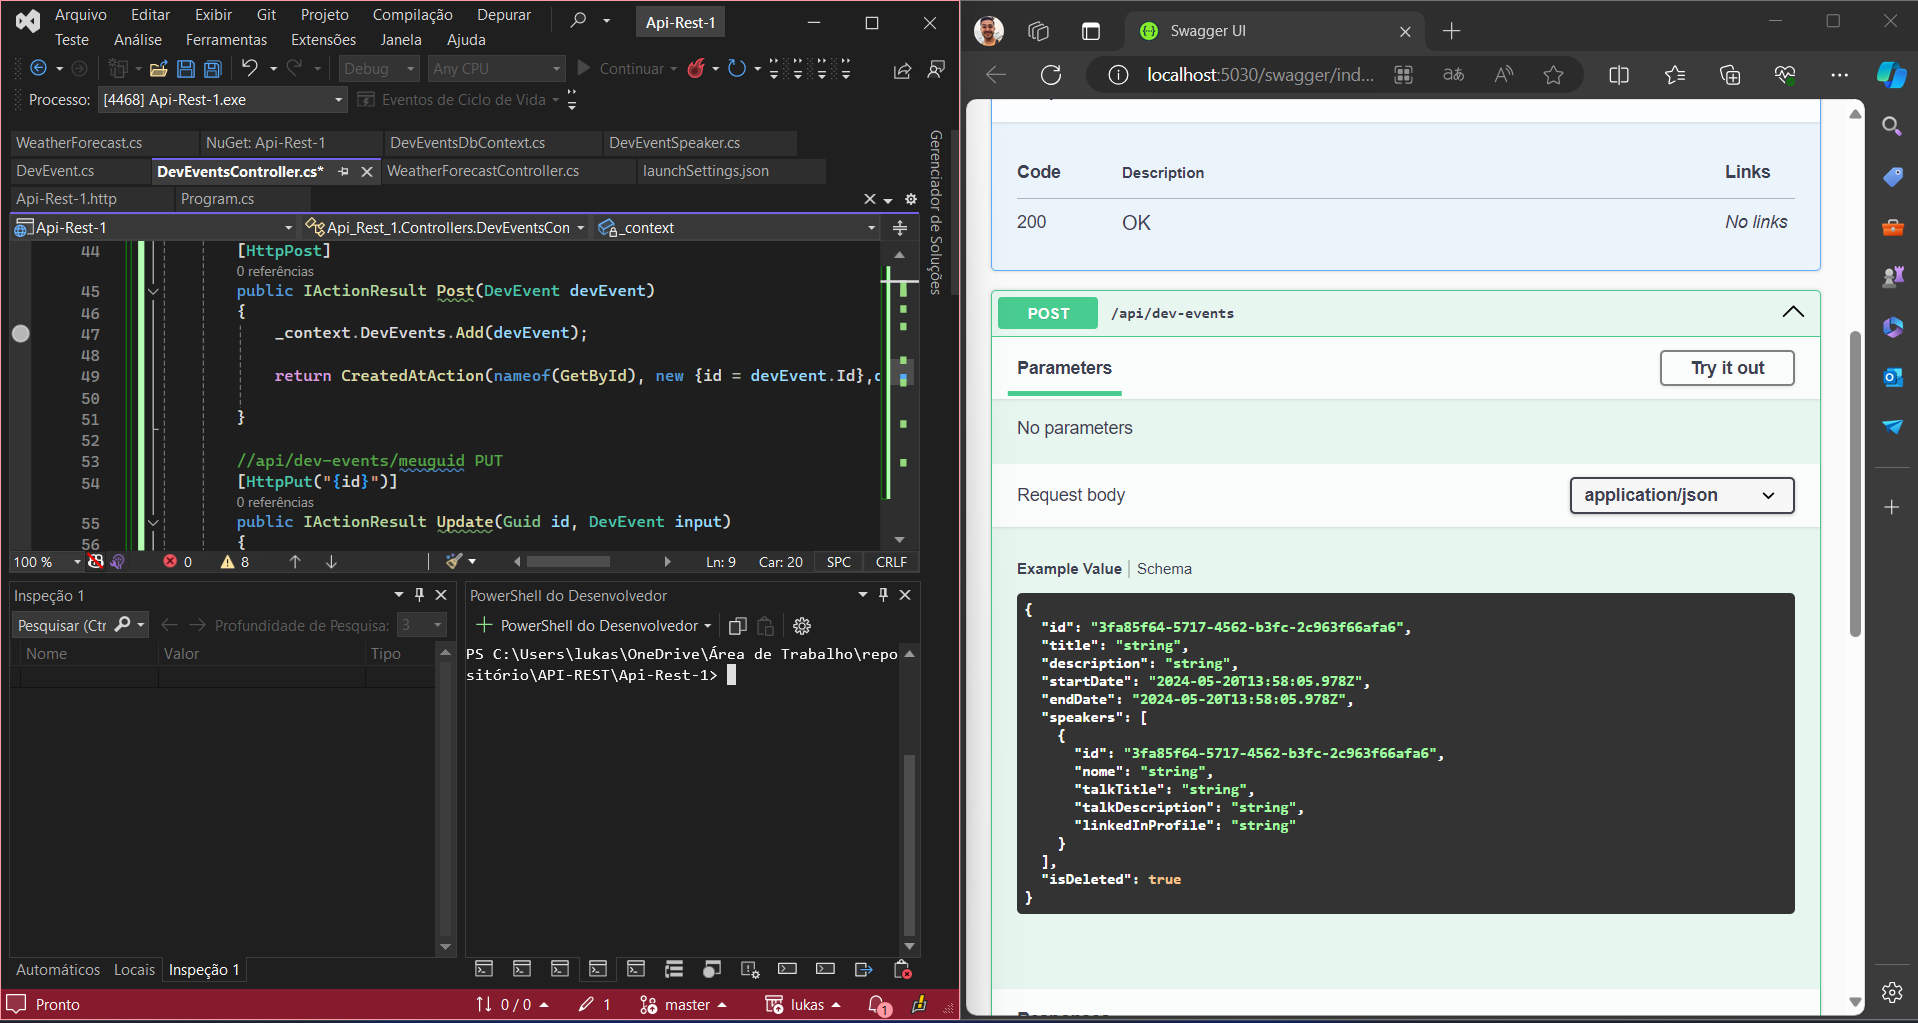 Arquivo Editar Exibir Git Projeto Compilação Depurar
Api-Rest-1
Teste Análise Ferramentas Extensões Janela Ajuda
Debug Any CPU Continuar
Processo: [4468] Api-Rest-1.exe Eventos de Ciclo de Vida
WeatherForecast.cs NuGet: Api-Rest-1 DevEventsDbContext.cs DevEventSpeaker.cs
DevEvent.cs DevEventsController.cs* WeatherForecastController.cs launchSettings.json
Api-Rest-1.http Program.cs
Gerenciador de Soluções
Api-Rest-1 Api_Rest_1.Controllers.DevEventsCon _context
44 [HttpPost]
0 referências
45 public IActionResult Post(DevEvent devEvent)
46 {
47 _context.DevEvents.Add(devEvent);
48
49 return CreatedAtAction(nameof(GetById), new {id = devEvent.Id},
50
51 }
52
53 //api/dev-events/meuguid PUT
54 [HttpPut("{id}")]
0 referências
55 public IActionResult Update(Guid id, DevEvent input)
56 {
100 % 0 8 Ln: 9 Car: 20 SPC CRLF
Inspeção 1
Pesquisar (Ctr Profundidade de Pesquisa: 3
Nome Valor Tipo
Automáticos Locais Inspeção 1
PowerShell do Desenvolvedor
PowerShell do Desenvolvedor
PS C:\Users\lukas\OneDrive\Área de Trabalho\repo
sitório\API-REST\Api-Rest-1>
Pronto 0 / 0 1 master lukas 1
Swagger UI
localhost:5030/swagger/ind...
Code Description Links
200 OK No links
POST /api/dev-events
Parameters Try it out
No parameters
Request body application/json
Example Value Schema
{
"id": "3fa85f64-5717-4562-b3fc-2c963f66afa6",
"title": "string",
"description": "string",
"startDate": "2024-05-20T13:58:05.978Z",
"endDate": "2024-05-20T13:58:05.978Z",
"speakers": [
{
"id": "3fa85f64-5717-4562-b3fc-2c963f66afa6",
"nome": "string",
"talkTitle": "string",
"talkDescription": "string",
"linkedInProfile": "string"
}
],
"isDeleted": true
}